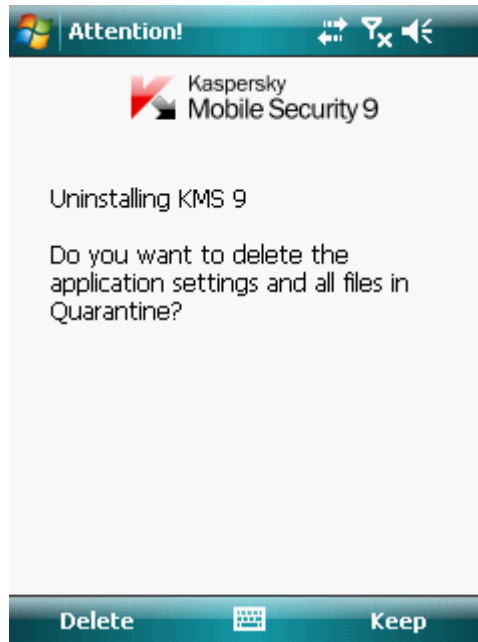 Attention!
Kaspersky
Mobile Security 9
Uninstalling KMS 9
Do you want to delete the
application settings and all files in
Quarantine?
Delete
Keep